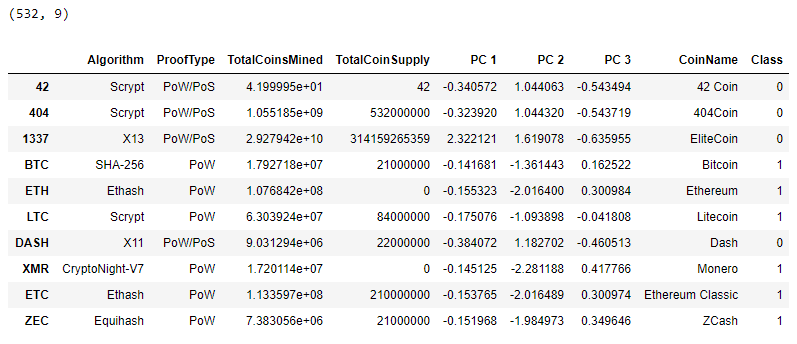 (532, 9)
Algorithm ProofType TotalCoinsMined TotalCoinSupply PC 1 PC 2 PC 3 CoinName Class
42 Scrypt PoW/PoS 4.199995e+01 42 -0.340572 1.044063 -0.543494 42 Coin 0
404 Scrypt PoW/PoS 1.055185e+09 532000000 -0.323920 1.044320 -0.543719 404Coin 0
1337 X13 PoW/PoS 2.927942e+10 314159265359 2.322121 1.619078 -0.635955 EliteCoin 0
BTC SHA-256 PoW 1.792718e+07 21000000 -0.141681 -1.361443 0.162522 Bitcoin 1
ETH Ethash PoW 1.076842e+08 0 -0.155323 -2.016400 0.300984 Ethereum 1
LTC Scrypt PoW 6.303924e+07 84000000 -0.175076 -1.093898 -0.041808 Litecoin 1
DASH X11 PoW/PoS 9.031294e+06 22000000 -0.384072 1.182702 -0.460513 Dash 0
XMR CryptoNight-V7 PoW 1.720114e+07 0 -0.145125 -2.281188 0.417766 Monero 1
ETC Ethash PoW 1.133597e+08 210000000 -0.153765 -2.016489 0.300974 Ethereum Classic 1
ZEC Equihash PoW 7.383056e+06 21000000 -0.151968 -1.984973 0.349646 ZCash 1